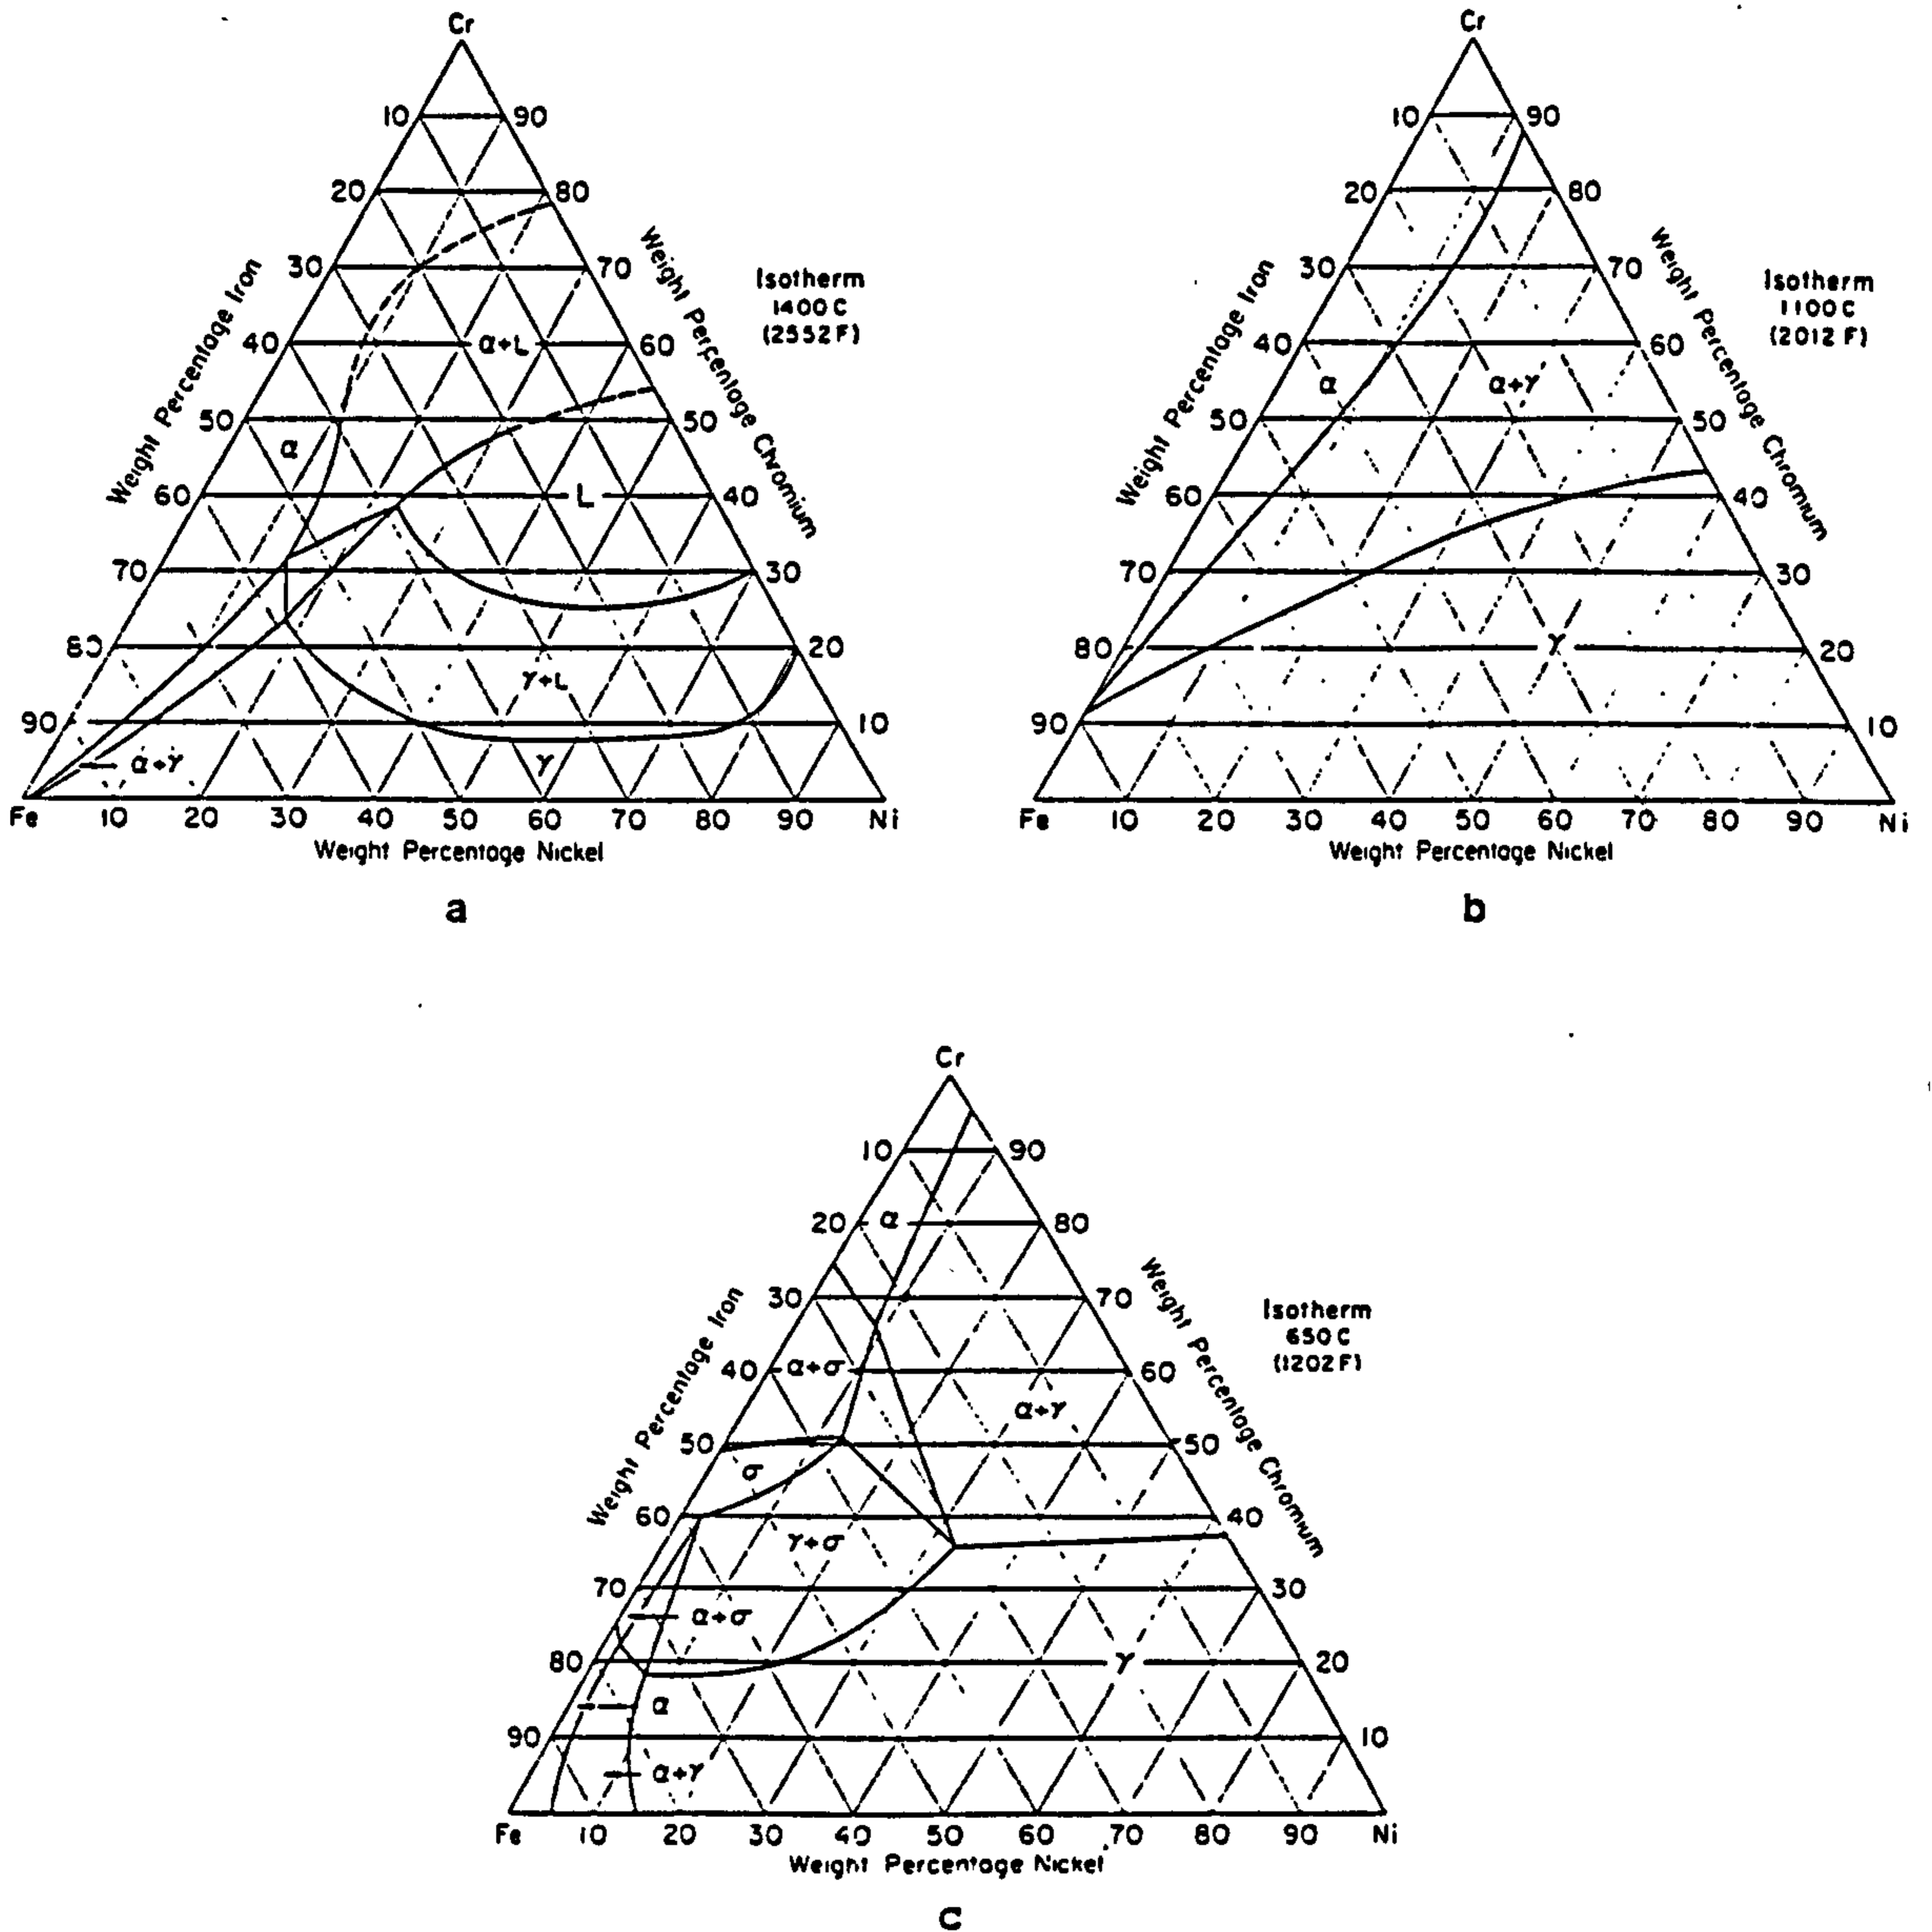 Cr
10 90
20 80
30 70
40 α+L 60
50 50
α
60 L 40
70 30
80 20
γ+L
90 10
α+γ γ
Fe 10 20 30 40 50 60 70 80 90 Ni
Weight Percentage Nickel
Weight Percentage Iron
Weight Percentage Chromium
Isotherm
1400 C
(2552 F)
a
Cr
10 90
20 80
30 70
40 60
α α+γ
50 50
60 40
70 30
80 γ 20
90 10
Fe 10 20 30 40 50 60 70 80 90 Ni
Weight Percentage Nickel
Weight Percentage Iron
Weight Percentage Chromium
Isotherm
1100 C
(2012 F)
b
Cr
10 90
20 α 80
30 70
40 α+σ 60
α+γ
50 50
σ
60 40
γ+σ
70 30
α+σ
80 γ 20
α
90 10
α+γ
Fe 10 20 30 40 50 60 70 80 90 Ni
Weight Percentage Nickel
Weight Percentage Iron
Weight Percentage Chromium
Isotherm
650 C
(1202 F)
c